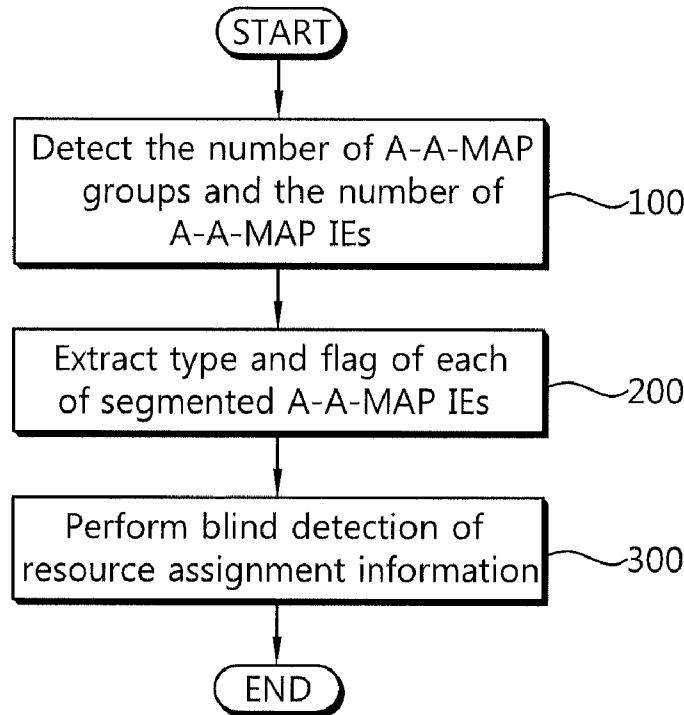 START
Detect the number of A-A-MAP
groups and the number of
A-A-MAP IEs
100
Extract type and flag of each
of segmented A-A-MAP IEs
200
Perform blind detection of
resource assignment information
300
END